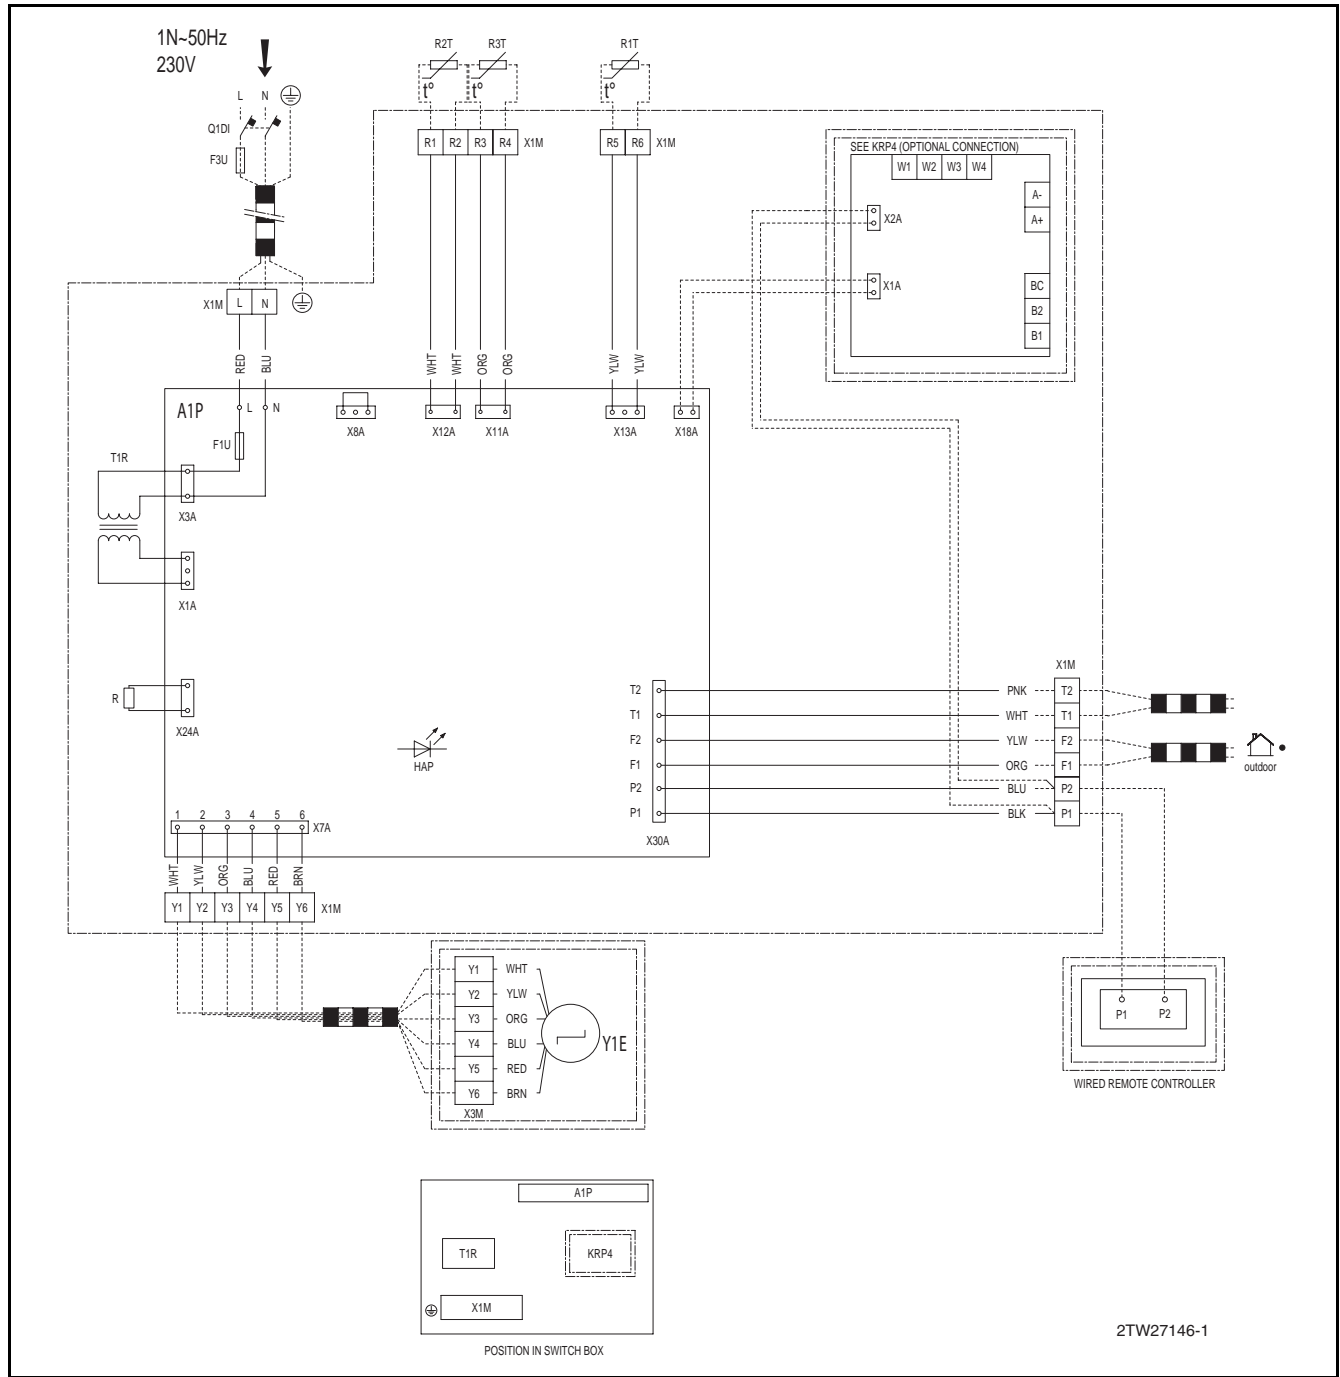 1N~50Hz
230V
L N
Q1DI
F3U
R2T R3T R1T
t° t° t°
R1 R2 R3 R4 X1M
R5 R6 X1M
SEE KRP4 (OPTIONAL CONNECTION)
W1 W2 W3 W4
A-
A+
X2A
X1A
BC
B2
B1
X1M L N
RED BLU
WHT WHT ORG ORG YLW YLW
A1P
L N
F1U
X8A X12A X11A X13A X18A
T1R
X3A
X1A
R
X24A
HAP
T2
T1
F2
F1
P2
P1
X30A
PNK
WHT
YLW
ORG
BLU
BLK
X1M
T2
T1
F2
F1
P2
P1
outdoor
1 2 3 4 5 6 X7A
WHT YLW ORG BLU RED BRN
Y1 Y2 Y3 Y4 Y5 Y6 X1M
Y1 WHT
Y2 YLW
Y3 ORG
Y4 BLU
Y5 RED
Y6 BRN
X3M
Y1E
P1 P2
WIRED REMOTE CONTROLLER
A1P
T1R
KRP4
X1M
POSITION IN SWITCH BOX
2TW27146-1